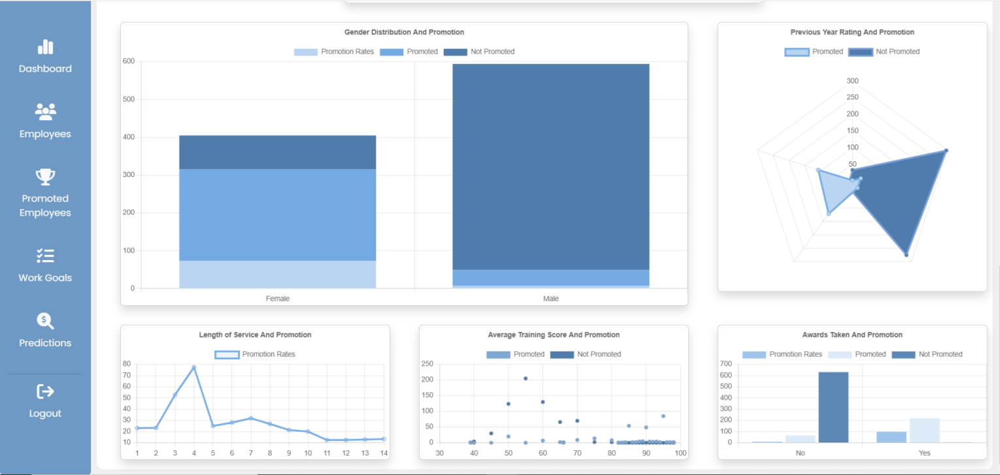 Dashboard
Employees
Promoted
Employees
Work Goals
$
Predictions
Logout
Gender Distribution And Promotion
Promotion Rates Promoted Not Promoted
600
500
400
300
200
100
0
Female Male
Previous Year Rating And Promotion
Promoted Not Promoted
300
250
200
150
100
50
Length of Service And Promotion
Promotion Rates
80
70
60
50
40
30
20
10
1 2 3 4 5 6 7 8 9 10 11 12 13 14
Average Training Score And Promotion
Promoted Not Promoted
250
200
150
100
50
0
30 40 50 60 70 80 90 100
Awards Taken And Promotion
Promotion Rates Promoted Not Promoted
700
600
500
400
300
200
100
0
No Yes